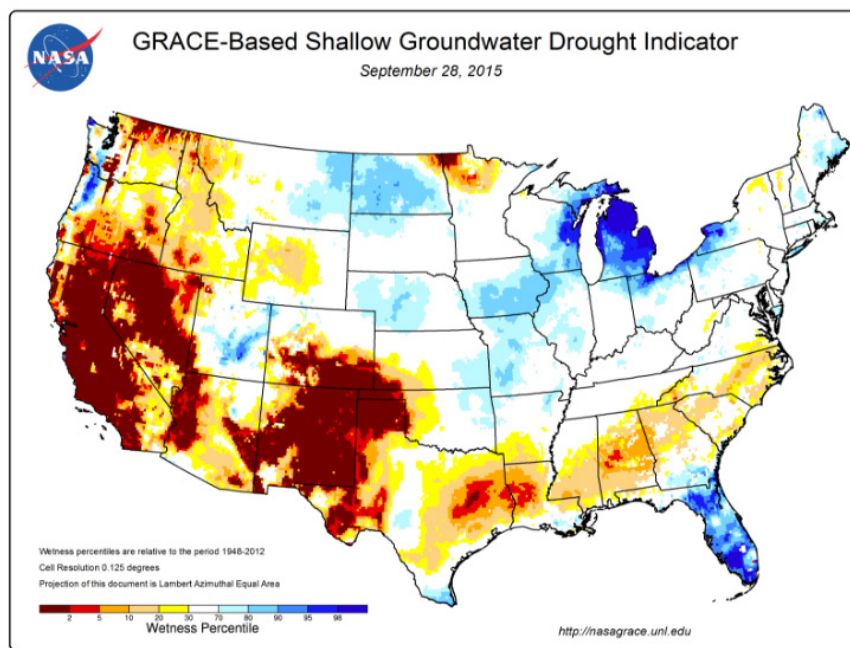 NASA
GRACE-Based Shallow Groundwater Drought Indicator
September 28, 2015
Wetness percentiles are relative to the period 1948-2012
Cell Resolution 0.125 degrees
Projection of this document is Lambert Azimuthal Equal Area
2 5 10 20 30 70 80 90 95 98
Wetness Percentile
http://nasagrace.unl.edu